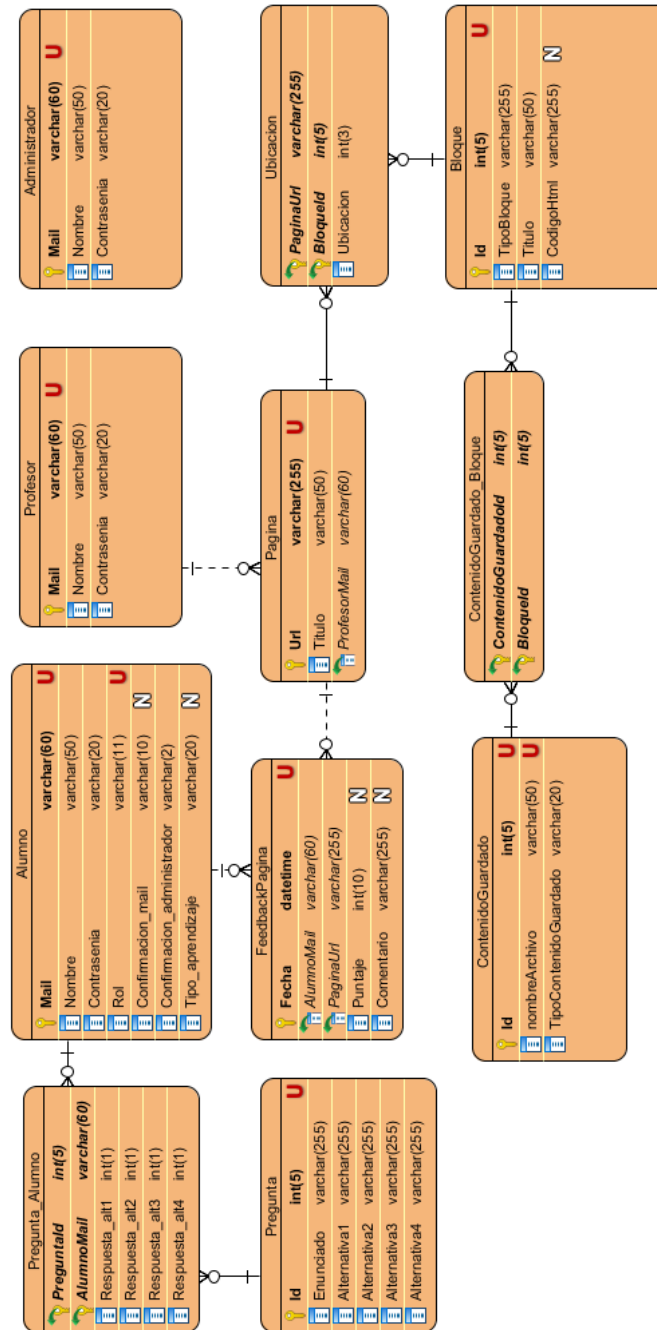 Pregunta_Alumno
PreguntaId int(5)
AlumnoMail varchar(60)
Respuesta_alt1 int(1)
Respuesta_alt2 int(1)
Respuesta_alt3 int(1)
Respuesta_alt4 int(1)
Alumno
Mail varchar(60) U
Nombre varchar(50)
Contrasenia varchar(20)
Rol varchar(11) U
Confirmacion_mail varchar(10) N
Confirmacion_administrador varchar(2)
Tipo_aprendizaje varchar(20) N
Profesor
Mail varchar(60) U
Nombre varchar(50)
Contrasenia varchar(20)
Administrador
Mail varchar(60) U
Nombre varchar(50)
Contrasenia varchar(20)
Pregunta
Id int(5) U
Enunciado varchar(255)
Alternativa1 varchar(255)
Alternativa2 varchar(255)
Alternativa3 varchar(255)
Alternativa4 varchar(255)
FeedbackPagina
Fecha datetime U
AlumnoMail varchar(60)
PaginaUrl varchar(255)
Puntaje int(10) N
Comentario varchar(255) N
Pagina
Url varchar(255) U
Titulo varchar(50)
ProfesorMail varchar(60)
Ubicacion
PaginaUrl varchar(255)
BloqueId int(5)
Ubicacion int(3)
ContenidoGuardado
Id int(5) U
nombreArchivo varchar(50) U
TipoContenidoGuardado varchar(20)
ContenidoGuardado_Bloque
ContenidoGuardadoId int(5)
BloqueId int(5)
Bloque
Id int(5) U
TipoBloque varchar(255)
Titulo varchar(50)
CodigoHtml varchar(255) N